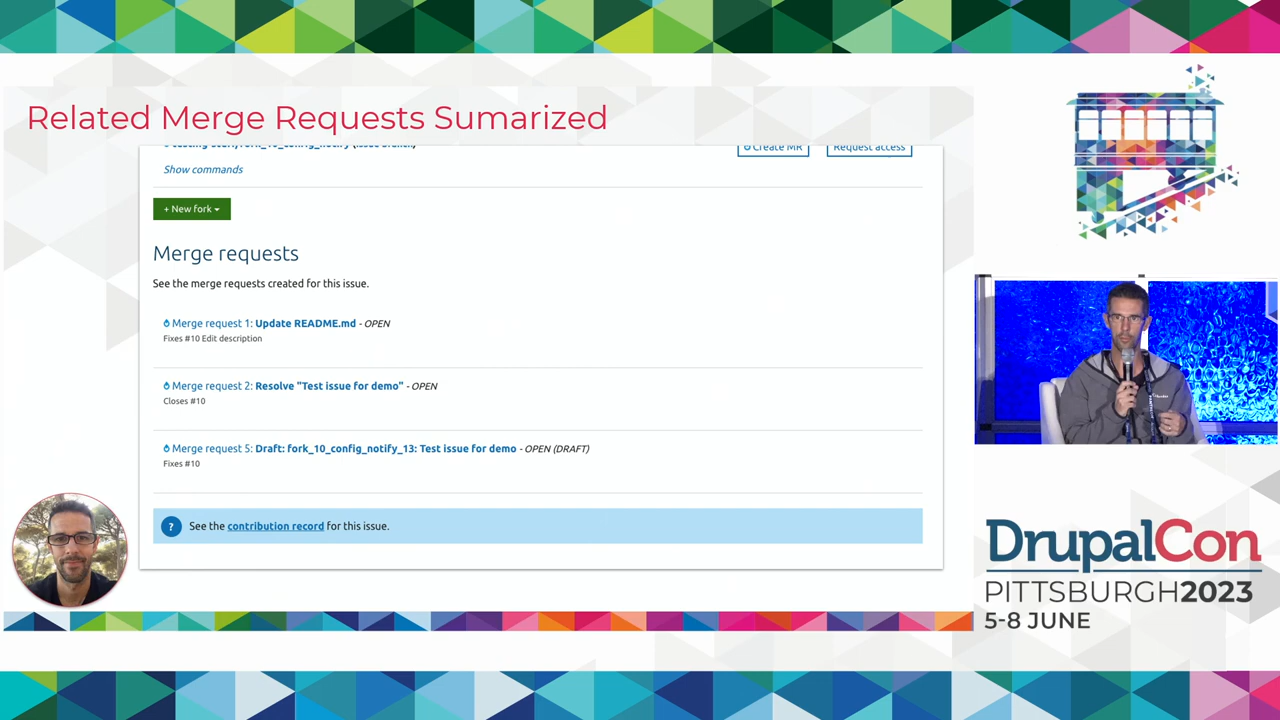 Related Merge Requests Sumarized
Create MR
Request access
Show commands
+ New fork
Merge requests
See the merge requests created for this issue.
Merge request 1: Update README.md - OPEN
Fixes #10 Edit description
Merge request 2: Resolve "Test issue for demo" - OPEN
Closes #10
Merge request 5: Draft: fork_10_config_notify_13: Test issue for demo - OPEN (DRAFT)
Fixes #10
? See the contribution record for this issue.
DrupalCon
PITTSBURGH2023
5-8 JUNE